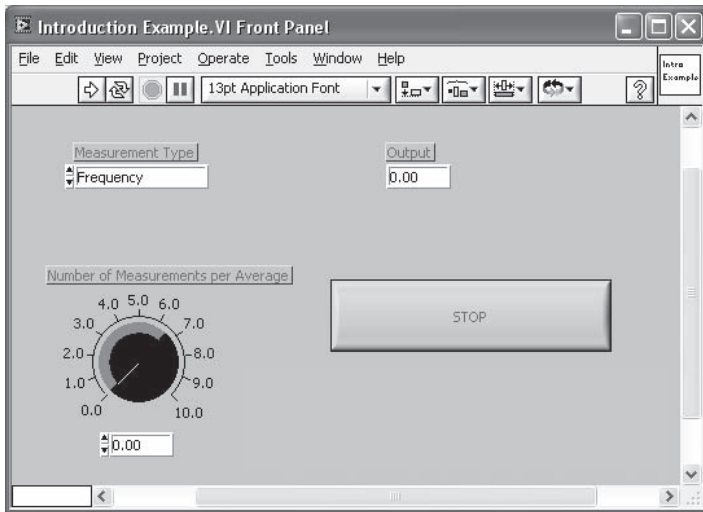 Introduction Example.VI Front Panel
File Edit View Project Operate Tools Window Help
13pt Application Font
Intro
Example
Measurement Type
Frequency
Output
0.00
Number of Measurements per Average
0.0
1.0
2.0
3.0
4.0
5.0
6.0
7.0
8.0
9.0
10.0
0.00
STOP